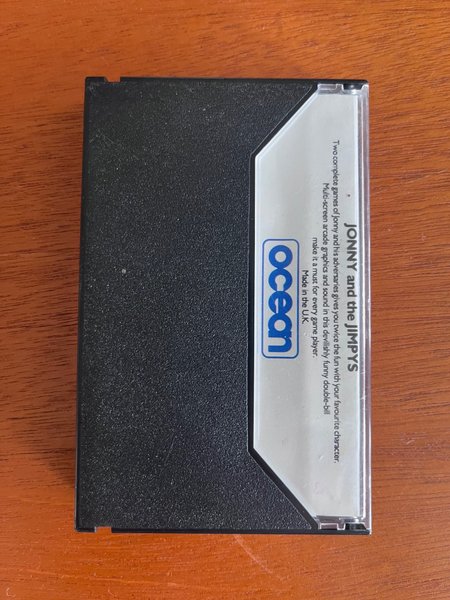 JONNY and the JIMPYS
Two complete games of jonny and his adversaries gives you twice the fun with your favourite character.
Multi-screen arcade graphics and sound in this devilishly funny double-bill
make it a must for every game player.
Made in the U.K.
ocean